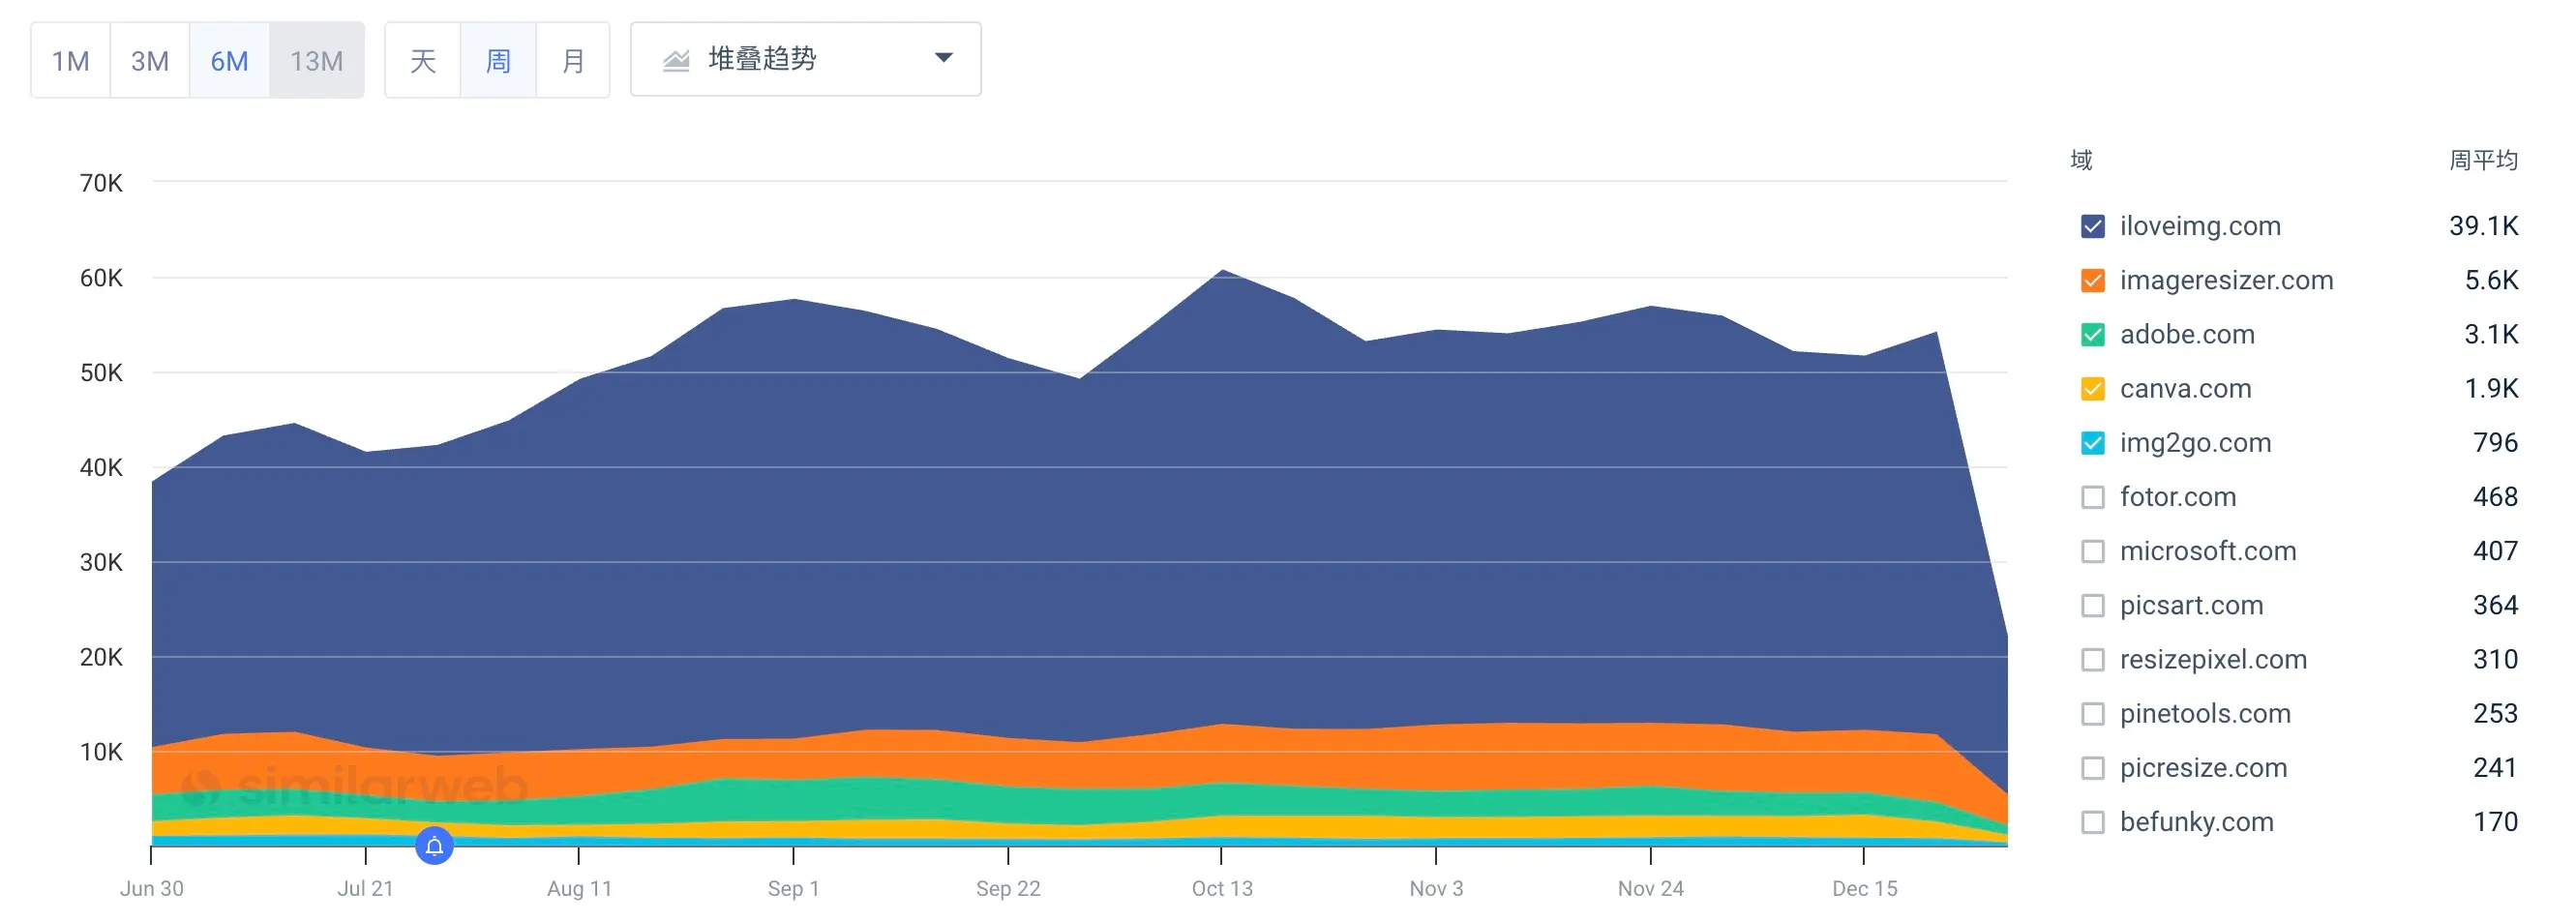 1M 3M 6M 13M 天 周 月 堆叠趋势
域 周平均
70K
60K
50K
40K
30K
20K
10K
iloveimg.com 39.1K
imageresizer.com 5.6K
adobe.com 3.1K
canva.com 1.9K
img2go.com 796
fotor.com 468
microsoft.com 407
picsart.com 364
resizepixel.com 310
pinetools.com 253
picresize.com 241
befunky.com 170
similarweb
Jun 30 Jul 21 Aug 11 Sep 1 Sep 22 Oct 13 Nov 3 Nov 24 Dec 15